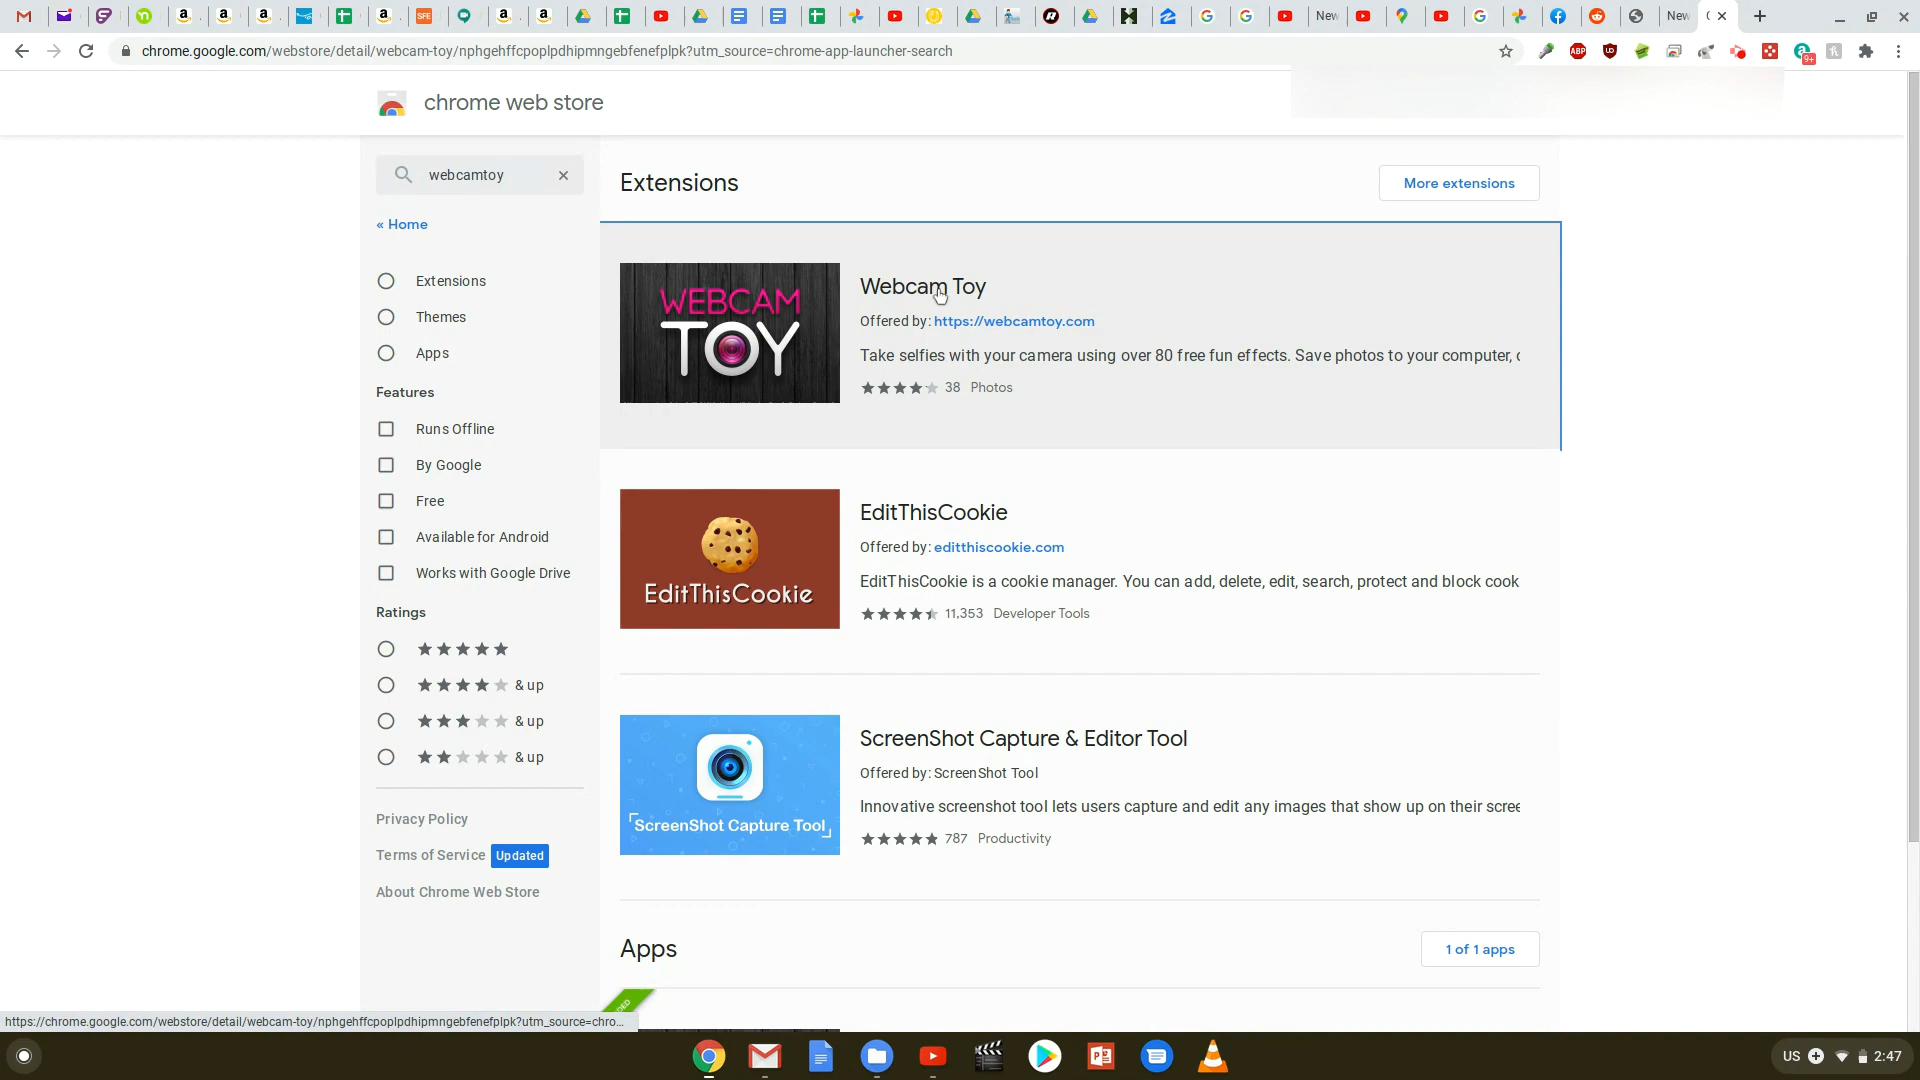 New
New
chrome.google.com/webstore/detail/webcam-toy/nphgehffcpoplpdhipmngebfenefplpk?utm_source=chrome-app-launcher-search
ABP
9+
chrome web store
webcamtoy
« Home
Extensions
Themes
Apps
Features
Runs Offline
By Google
Free
Available for Android
Works with Google Drive
Ratings
& up
& up
& up
Privacy Policy
Terms of Service Updated
About Chrome Web Store
Extensions
More extensions
WEBCAM
TOY
Webcam Toy
Offered by: https://webcamtoy.com
Take selfies with your camera using over 80 free fun effects. Save photos to your computer,
38 Photos
EditThisCookie
EditThisCookie
Offered by: editthiscookie.com
EditThisCookie is a cookie manager. You can add, delete, edit, search, protect and block cook
11,353 Developer Tools
ScreenShot Capture Tool
ScreenShot Capture & Editor Tool
Offered by: ScreenShot Tool
Innovative screenshot tool lets users capture and edit any images that show up on their scree
787 Productivity
Apps
1 of 1 apps
https://chrome.google.com/webstore/detail/webcam-toy/nphgehffcpoplpdhipmngebfenefplpk?utm_source=chro...
US
2:47